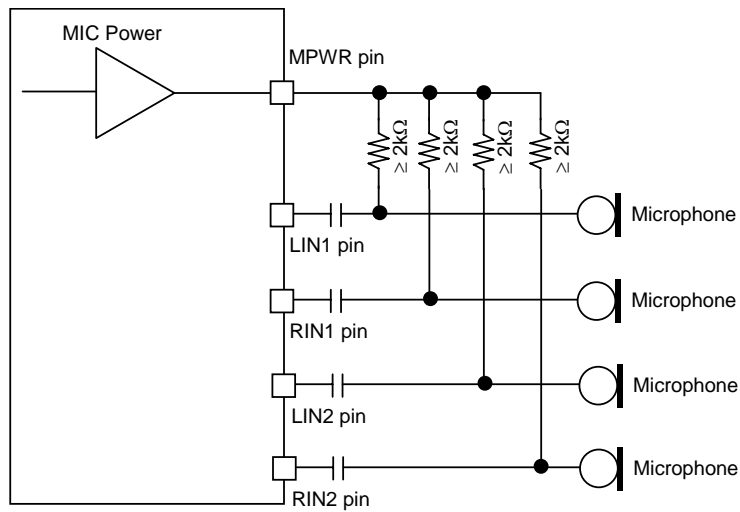 MIC Power
MPWR pin
≥ 2kΩ
≥ 2kΩ
≥ 2kΩ
≥ 2kΩ
LIN1 pin
Microphone
RIN1 pin
Microphone
LIN2 pin
Microphone
RIN2 pin
Microphone